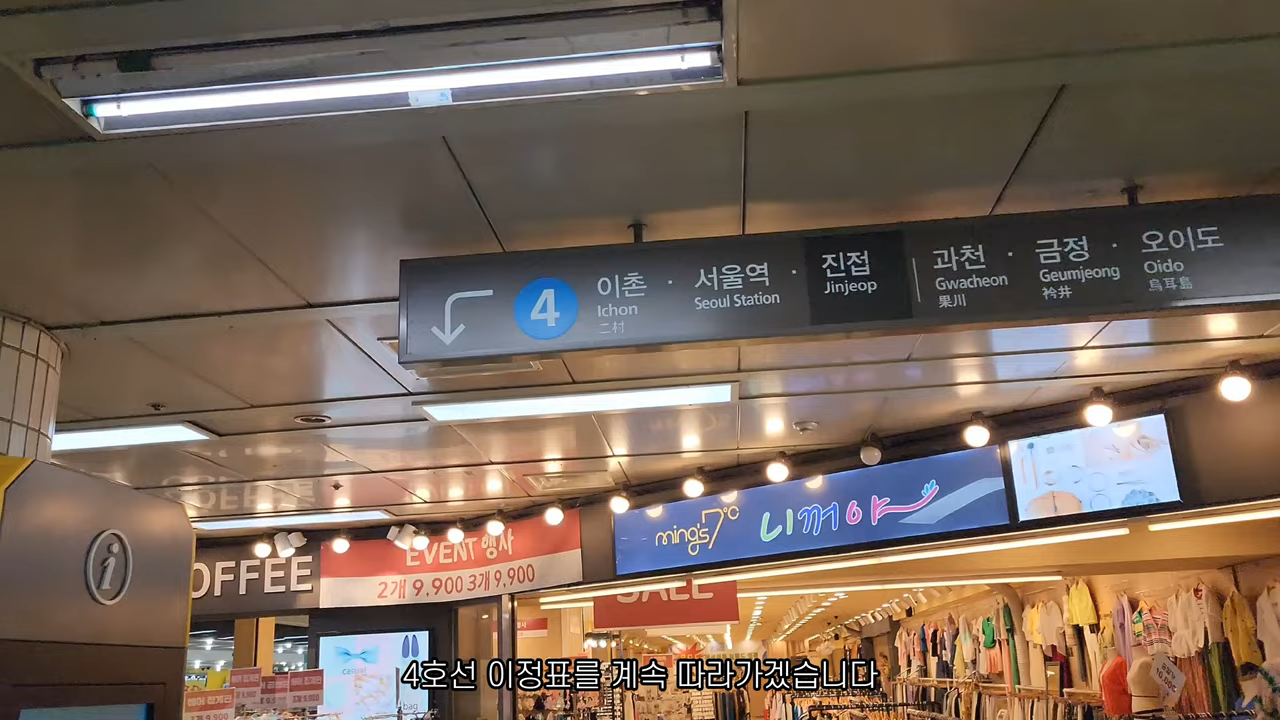 4
이촌 · 서울역 · 진접 | 과천 · 금정 · 오이도
Ichon Seoul Station Jinjeop Gwacheon Geumjeong Oido
二村 果川 衿井 烏耳島
i
OFFEE
EVENT 행사
2개 9.900 3개 9.900
ming's 7°C 니꺼야
SALE
casual
bag
4호선 이정표를 계속 따라가겠습니다